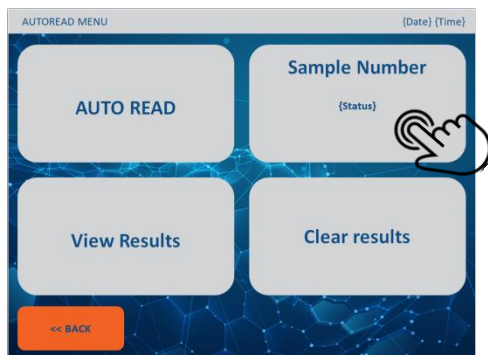 AUTOREAD MENU {Date} {Time}
AUTO READ
Sample Number
{Status}
View Results
Clear results
<< BACK